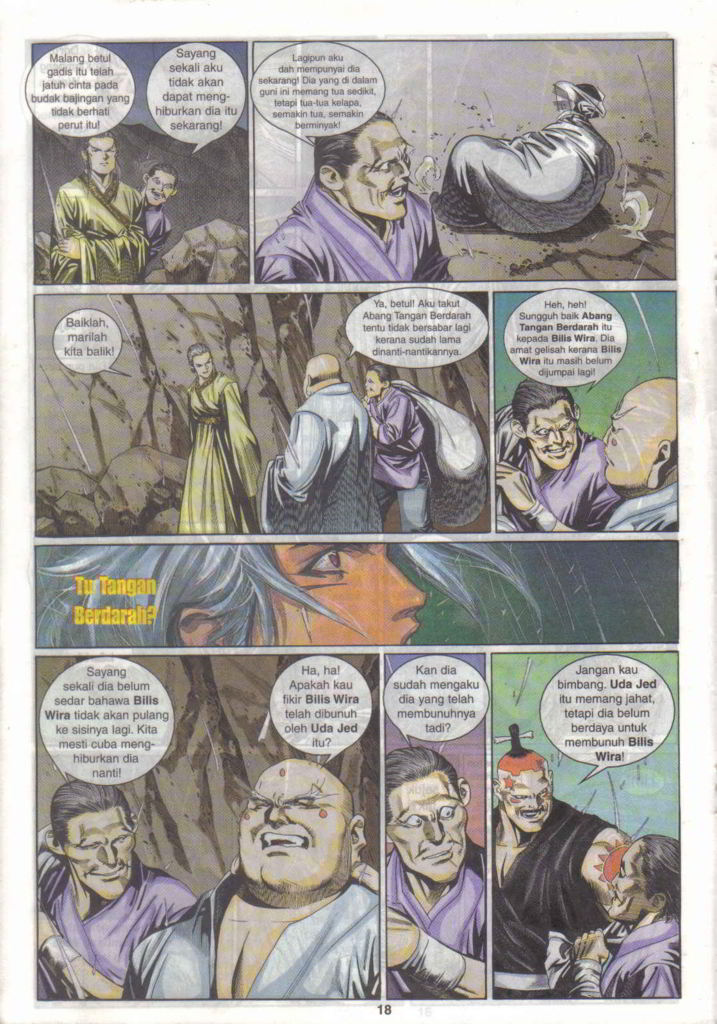 Malang betul
gadis itu telah
jatuh cinta pada
budak bajingan yang
tidak berhati
perut itu!
Sayang
sekali aku
tidak akan
dapat meng-
hiburkan dia itu
sekarang!
Lagipun aku
dah mempunyai dia
sekarang! Dia yang di dalam
guni ini memang tua sedikit,
tetapi tua-tua kelapa,
semakin tua, semakin
berminyak!
Baiklah,
marilah
kita balik!
Ya, betul! Aku takut
Abang Tangan Berdarah
tentu tidak bersabar lagi
kerana sudah lama
dinanti-nantikannya.
Heh, heh!
Sungguh baik Abang
Tangan Berdarah itu
kepada Bilis Wira. Dia
amat gelisah kerana Bilis
Wira itu masih belum
dijumpai lagi!
Tu Tangan
Berdarah?
Sayang
sekali dia belum
sedar bahawa Bilis
Wira tidak akan pulang
ke sisinya lagi. Kita
mesti cuba meng-
hiburkan dia
nanti!
Ha, ha!
Apakah kau
fikir Bilis Wira
telah dibunuh
oleh Uda Jed
itu?
Kan dia
sudah mengaku
dia yang telah
membunuhnya
tadi?
Jangan kau
bimbang. Uda Jed
itu memang jahat,
tetapi dia belum
berdaya untuk
membunuh Bilis
Wira!
18